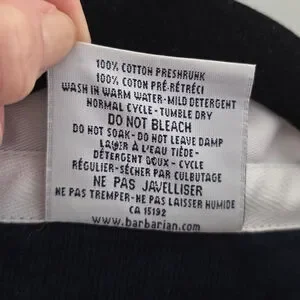 100% COTTON PRESHRUNK
100% COTON PRÉ-RÉTRÉCI
WASH IN WARM WATER-MILD DETERGENT
NORMAL CYCLE - TUMBLE DRY
DO NOT BLEACH
DO NOT SOAK - DO NOT LEAVE DAMP
LAVER À L'EAU TIÈDE-
DÉTERGENT DOUX - CYCLE
RÉGULIER-SÉCHER PAR CULBUTAGE
NE PAS JAVELLISER
NE PAS TREMPER-NE PAS LAISSER HUMIDE
CA 15192
www.barbarian.com